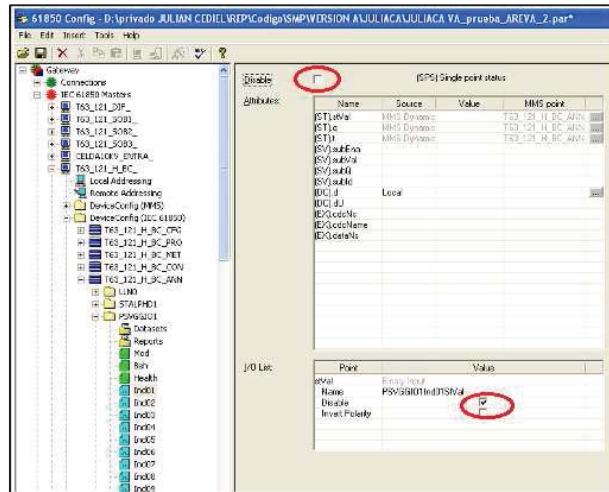 61850 Config - D:\privado JULIAN CEDIEL\REP\Codigo\SMP\VERSION A\JULIACA\JULIACA VA_prueba_AREVA_2.par*
File Edit Insert Tools Help
Gateway
Connections
IEC 61850 Masters
T63_121_DIF_
T63_121_SOB1_
T63_121_SOB2_
T63_121_SOB3_
CELDA10KV_ENTRA_
T63_121_H_BC_
Local Addressing
Remote Addressing
DeviceConfig (MMS)
DeviceConfig (IEC 61850)
T63_121_H_BC_CFG
T63_121_H_BC_PRO
T63_121_H_BC_MET
T63_121_H_BC_CON
T63_121_H_BC_ANN
LLN0
STALPHD1
PSVGGIO1
Datasets
Reports
Mod
Beh
Health
Ind01
Ind02
Ind03
Ind04
Ind05
Ind06
Ind07
Ind08
Ind09
Disable
(SPS) Single point status
Attributes:
Name Source Value MMS point
(ST).stVal MMS Dynamic T63_121_H_BC_ANN ...
(ST).q MMS Dynamic T63_121_H_BC_ANN ...
(ST).t MMS Dynamic T63_121_H_BC_ANN ...
(SV).subEna
(SV).subVal
(SV).subQ
(SV).subId
(DC).d Local ...
(DC).dU
(EX).cdcNs
(EX).cdcName
(EX).dataNs
I/O List:
Point Value
stVal Binary Input
Name PSVGGIO1Ind01StVal
Disable
Invert Polarity